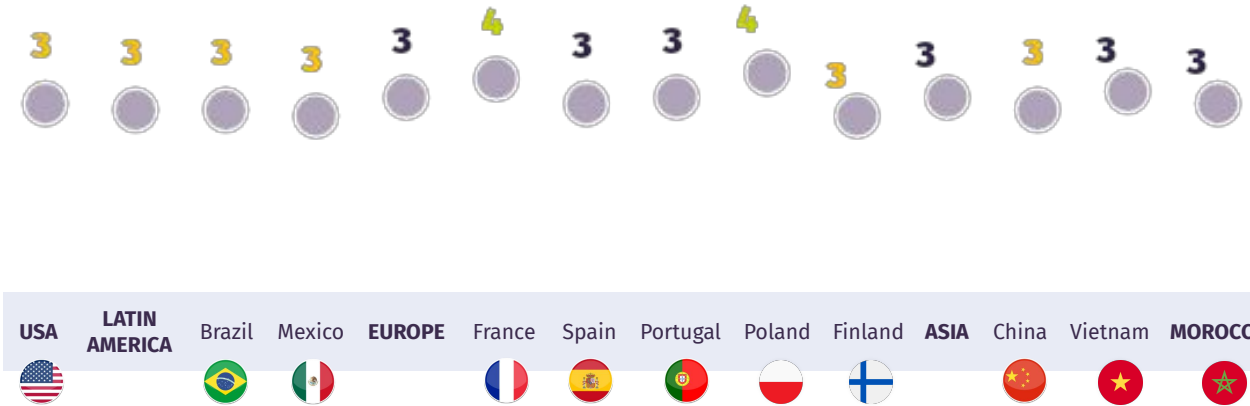 3 3 3 3 3 4 3 3 4 3 3 3 3 3
USA LATIN AMERICA Brazil Mexico EUROPE France Spain Portugal Poland Finland ASIA China Vietnam MOROCC